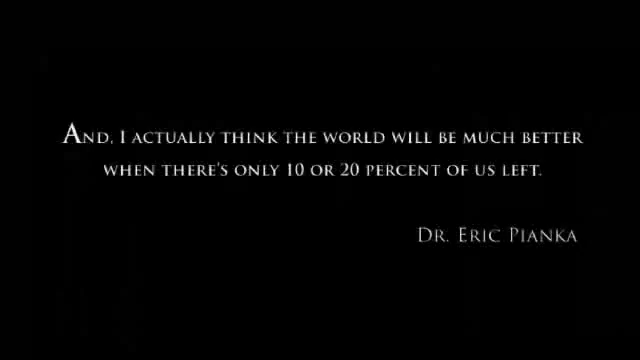 And, I actually think the world will be much better
when there's only 10 or 20 percent of us left.
Dr. Eric Pianka